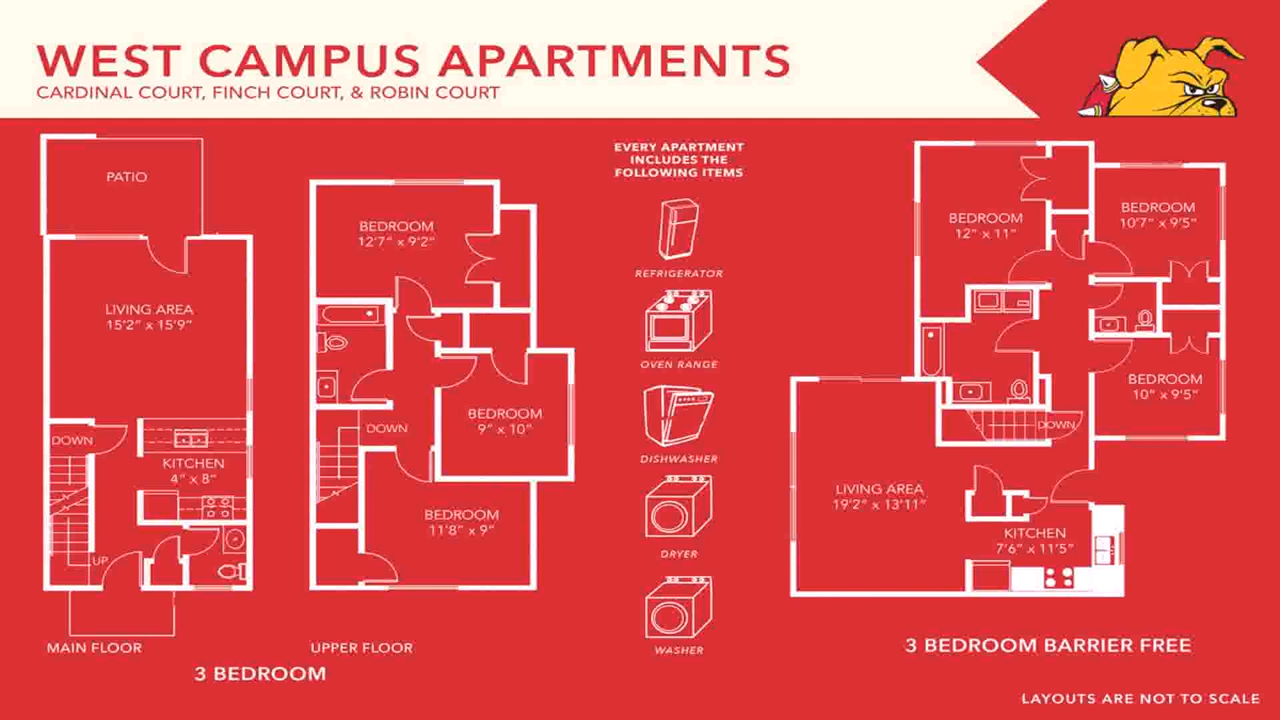 WEST CAMPUS APARTMENTS
CARDINAL COURT, FINCH COURT, & ROBIN COURT
PATIO
LIVING AREA
15'2" x 15'9"
DOWN
KITCHEN
4" x 8"
UP
MAIN FLOOR
BEDROOM
12'7" x 9'2"
BEDROOM
9" x 10"
DOWN
BEDROOM
11'8" x 9"
UPPER FLOOR
3 BEDROOM
EVERY APARTMENT
INCLUDES THE
FOLLOWING ITEMS
REFRIGERATOR
OVEN RANGE
DISHWASHER
DRYER
WASHER
BEDROOM
12" x 11"
BEDROOM
10'7" x 9'5"
BEDROOM
10" x 9'5"
DOWN
LIVING AREA
19'2" x 13'11"
KITCHEN
7'6" x 11'5"
3 BEDROOM BARRIER FREE
LAYOUTS ARE NOT TO SCALE